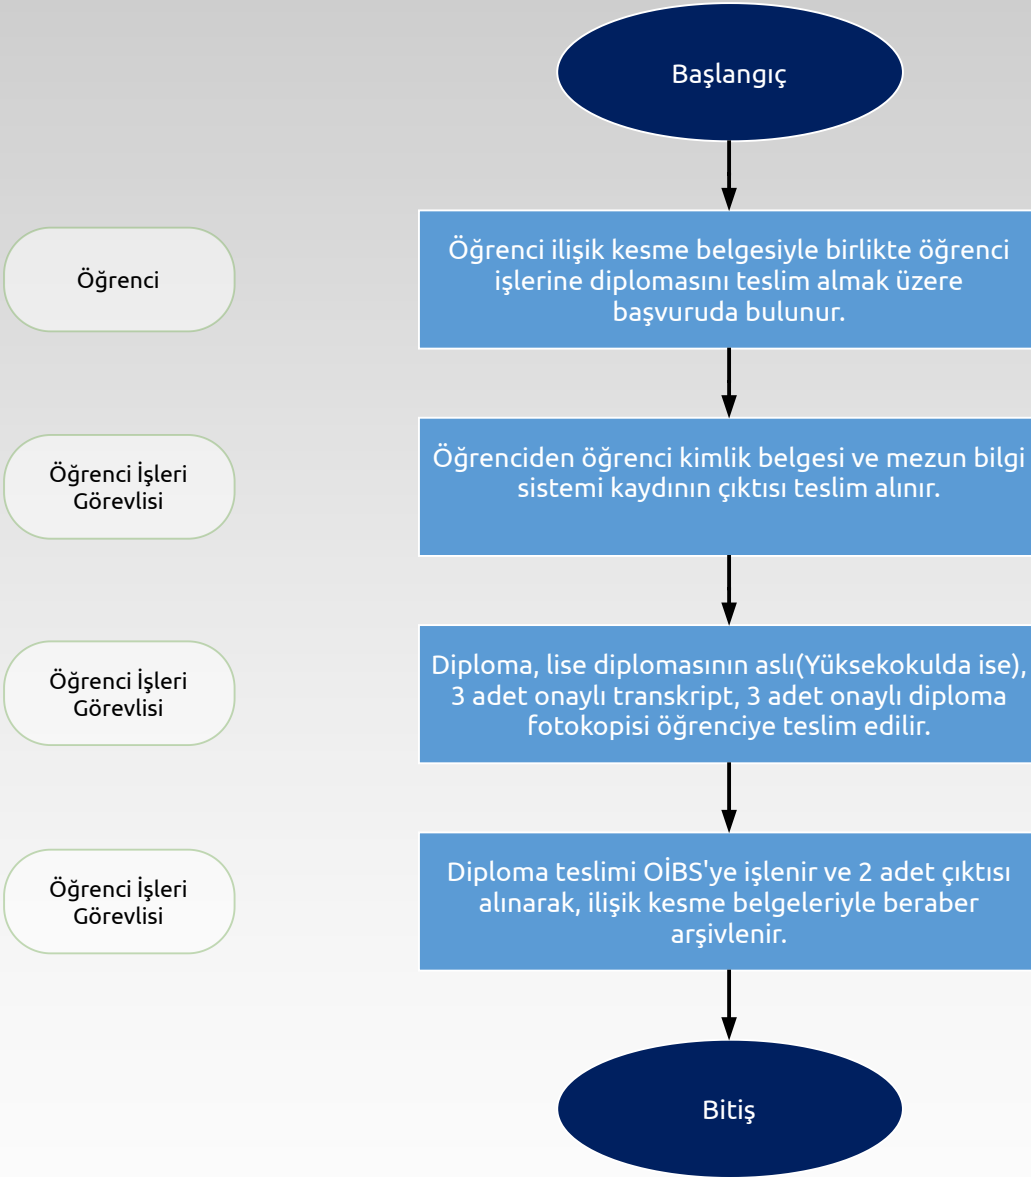 Başlangıç
Öğrenci
Öğrenci ilişik kesme belgesiyle birlikte öğrenci
işlerine diplomasını teslim almak üzere
başvuruda bulunur.
Öğrenci İşleri
Görevlisi
Öğrenciden öğrenci kimlik belgesi ve mezun bilgi
sistemi kaydının çıktısı teslim alınır.
Öğrenci İşleri
Görevlisi
Diploma, lise diplomasının aslı(Yüksekokulda ise),
3 adet onaylı transkript, 3 adet onaylı diploma
fotokopisi öğrenciye teslim edilir.
Öğrenci İşleri
Görevlisi
Diploma teslimi OİBS'ye işlenir ve 2 adet çıktısı
alınarak, ilişik kesme belgeleriyle beraber
arşivlenir.
Bitiş